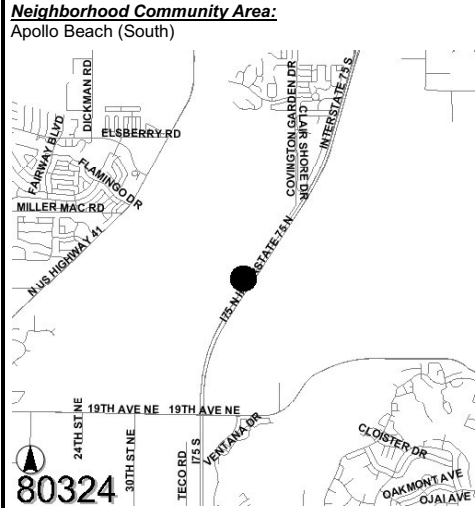 Neighborhood Community Area:
Apollo Beach (South)
DICKMAN RD
ELSBERRY RD
FAIRWAY BLVD
FLAMINGO DR
MILLER MAC RD
N US HIGHWAY 41
COVINGTON GARDEN DR
CLAIR SHORE DR
INTERSTATE 75 S
I75 N INTERSTATE 75 N
19TH AVE NE 19TH AVE NE
24TH ST NE
30TH ST NE
TECO RD
I75 S
VENTANA DR
CLOISTER DR
OAKMONT AVE
OJAI AVE
80324